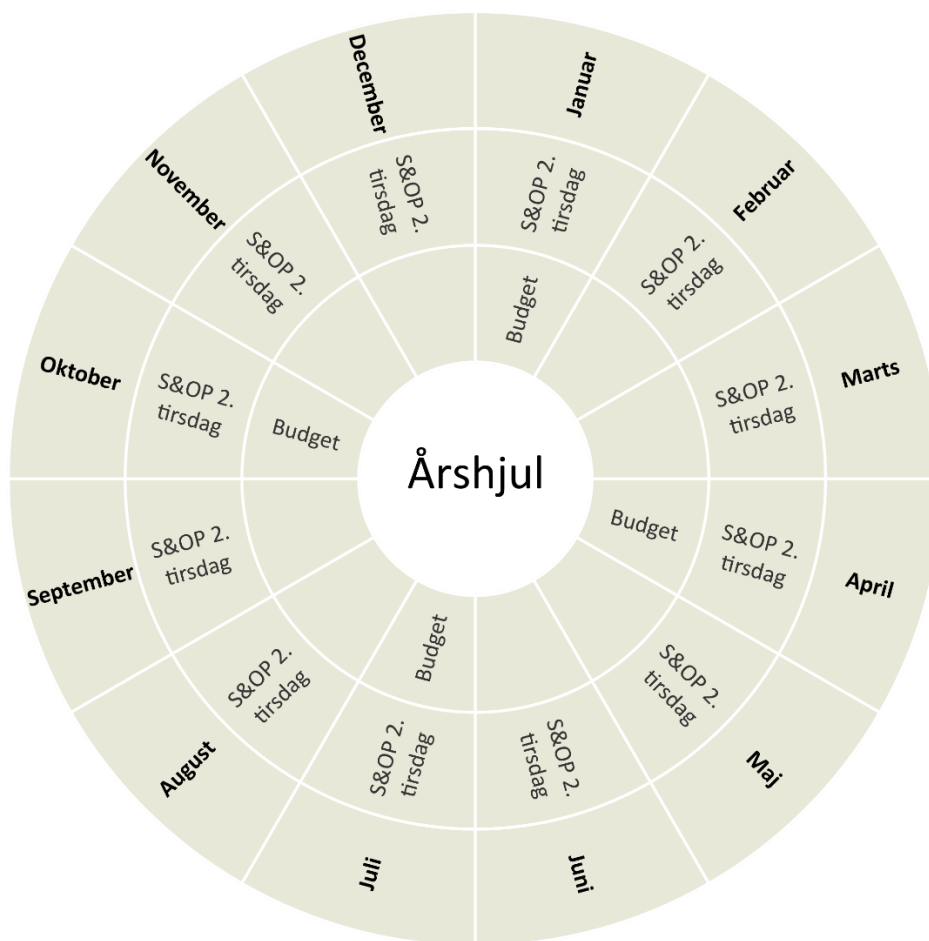 Årshjul
Januar
S&OP 2.
tirsdag
Budget
Februar
S&OP 2.
tirsdag
Marts
S&OP 2.
tirsdag
April
S&OP 2.
tirsdag
Budget
Maj
S&OP 2.
tirsdag
Juni
S&OP 2.
tirsdag
Juli
S&OP 2.
tirsdag
Budget
August
S&OP 2.
tirsdag
September
S&OP 2.
tirsdag
Oktober
S&OP 2.
tirsdag
Budget
November
S&OP 2.
tirsdag
December
S&OP 2.
tirsdag